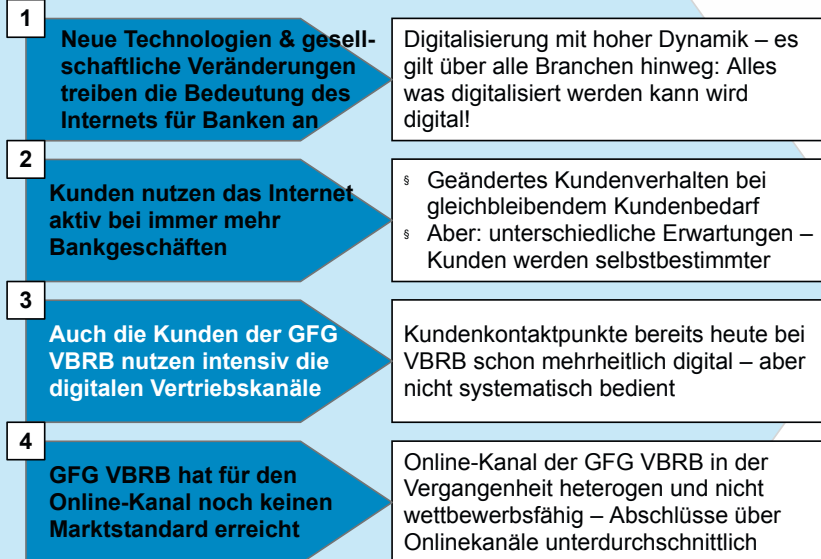 1
Neue Technologien & gesell-
schaftliche Veränderungen
treiben die Bedeutung des
Internets für Banken an
Digitalisierung mit hoher Dynamik – es
gilt über alle Branchen hinweg: Alles
was digitalisiert werden kann wird
digital!
2
Kunden nutzen das Internet
aktiv bei immer mehr
Bankgeschäften
§ Geändertes Kundenverhalten bei
gleichbleibendem Kundenbedarf
§ Aber: unterschiedliche Erwartungen –
Kunden werden selbstbestimmter
3
Auch die Kunden der GFG
VBRB nutzen intensiv die
digitalen Vertriebskanäle
Kundenkontaktpunkte bereits heute bei
VBRB schon mehrheitlich digital – aber
nicht systematisch bedient
4
GFG VBRB hat für den
Online-Kanal noch keinen
Marktstandard erreicht
Online-Kanal der GFG VBRB in der
Vergangenheit heterogen und nicht
wettbewerbsfähig – Abschlüsse über
Onlinekanäle unterdurchschnittlich